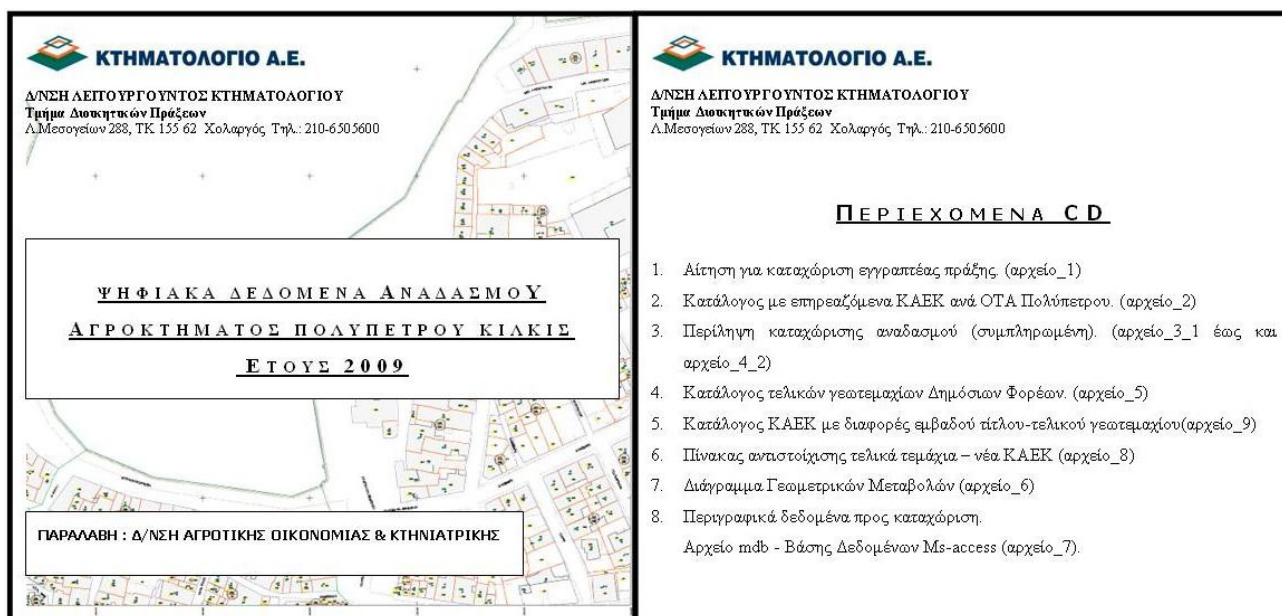 ΚΤΗΜΑΤΟΛΟΓΙΟ Α.Ε.
Δ/ΝΣΗ ΛΕΙΤΟΥΡΓΟΥΝΤΟΣ ΚΤΗΜΑΤΟΛΟΓΙΟΥ
Τμήμα Διοικητικών Πράξεων
Λ.Μεσογείων 288, ΤΚ 155 62 Χολαργός, Τηλ.: 210-6505600
ΨΗΦΙΑΚΑ ΔΕΔΟΜΕΝΑ ΑΝΑΔΑΣΜΟΥ
ΑΓΡΟΚΤΗΜΑΤΟΣ ΠΟΛΥΠΕΤΡΟΥ ΚΙΛΚΙΣ
ΕΤΟΥΣ 2009
ΠΑΡΑΛΑΒΗ : Δ/ΝΣΗ ΑΓΡΟΤΙΚΗΣ ΟΙΚΟΝΟΜΙΑΣ & ΚΤΗΝΙΑΤΡΙΚΗΣ
ΚΤΗΜΑΤΟΛΟΓΙΟ Α.Ε.
Δ/ΝΣΗ ΛΕΙΤΟΥΡΓΟΥΝΤΟΣ ΚΤΗΜΑΤΟΛΟΓΙΟΥ
Τμήμα Διοικητικών Πράξεων
Λ.Μεσογείων 288, ΤΚ 155 62 Χολαργός, Τηλ.: 210-6505600
ΠΕΡΙΕΧΟΜΕΝΑ CD
1. Αίτηση για καταχώριση εγγραπτέας πράξης. (αρχείο_1)
2. Κατάλογος με επηρεαζόμενα ΚΑΕΚ ανά ΟΤΑ Πολύπετρου. (αρχείο_2)
3. Περίληψη καταχώρισης αναδασμού (συμπληρωμένη). (αρχείο_3_1 έως και
αρχείο_4_2)
4. Κατάλογος τελικών γεωτεμαχίων Δημόσιων Φορέων. (αρχείο_5)
5. Κατάλογος ΚΑΕΚ με διαφορές εμβαδού τίτλου-τελικού γεωτεμαχίου(αρχείο_9)
6. Πίνακας αντιστοίχισης τελικά τεμάχια – νέα ΚΑΕΚ (αρχείο_8)
7. Διάγραμμα Γεωμετρικών Μεταβολών (αρχείο_6)
8. Περιγραφικά δεδομένα προς καταχώριση.
Αρχείο mdb - Βάσης Δεδομένων Ms-access (αρχείο_7).